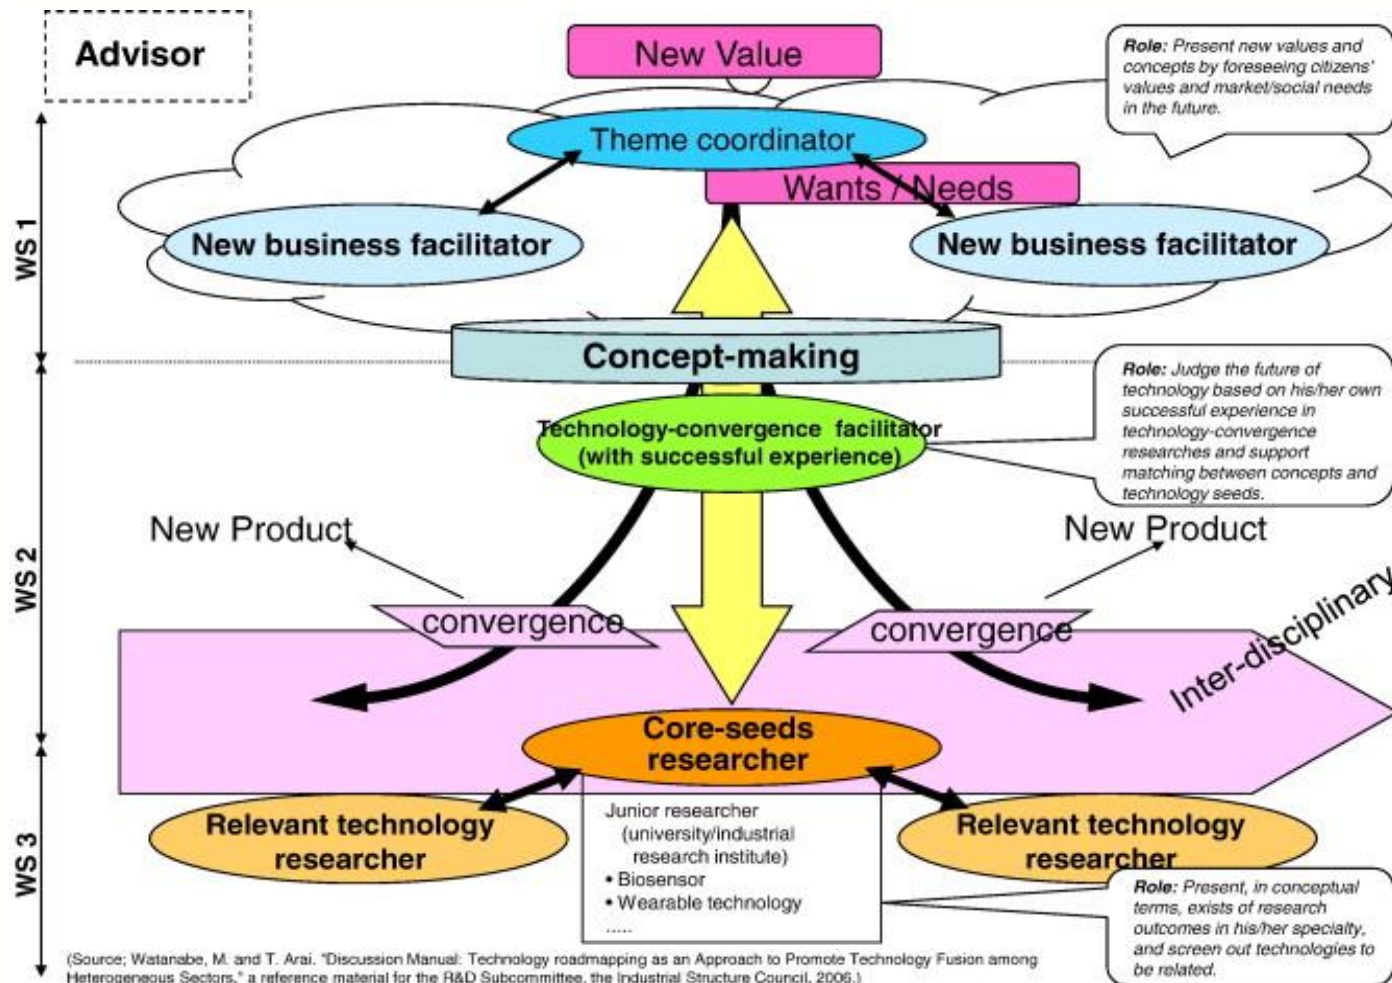 Advisor
New Value
Role: Present new values and
concepts by foreseeing citizens'
values and market/social needs
in the future.
Theme coordinator
Wants / Needs
WS 1
New business facilitator
New business facilitator
Concept-making
Role: Judge the future of
technology based on his/her own
successful experience in
technology-convergence
researches and support
matching between concepts and
technology seeds.
Technology-convergence facilitator
(with successful experience)
WS 2
New Product
New Product
convergence
convergence
Inter-disciplinary
Core-seeds
researcher
WS 3
Relevant technology
researcher
Junior researcher
(university/industrial
research institute)
• Biosensor
• Wearable technology
.....
Relevant technology
researcher
Role: Present, in conceptual
terms, exists of research
outcomes in his/her specialty,
and screen out technologies to
be related.
(Source; Watanabe, M. and T. Arai. "Discussion Manual: Technology roadmapping as an Approach to Promote Technology Fusion among
Heterogeneous Sectors," a reference material for the R&D Subcommittee, the Industrial Structure Council, 2006.)